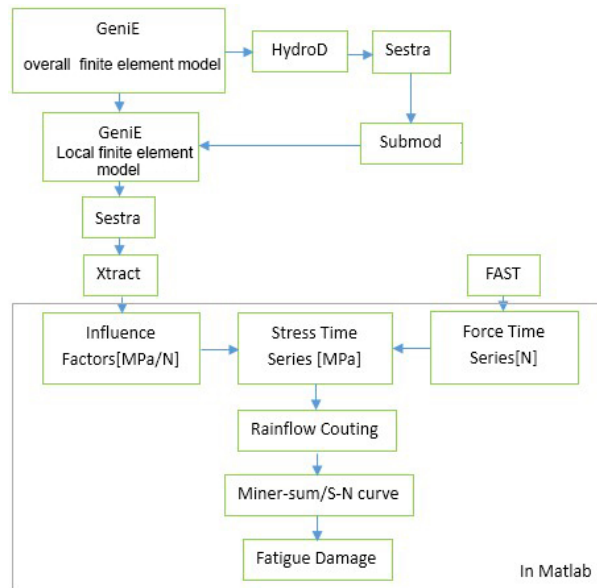 GeniE
overall finite element model
HydroD
Sestra
GeniE
Local finite element
model
Submod
Sestra
Xtract
FAST
Influence
Factors[MPa/N]
Stress Time
Series [MPa]
Force Time
Series[N]
Rainflow Couting
Miner-sum/S-N curve
Fatigue Damage
In Matlab